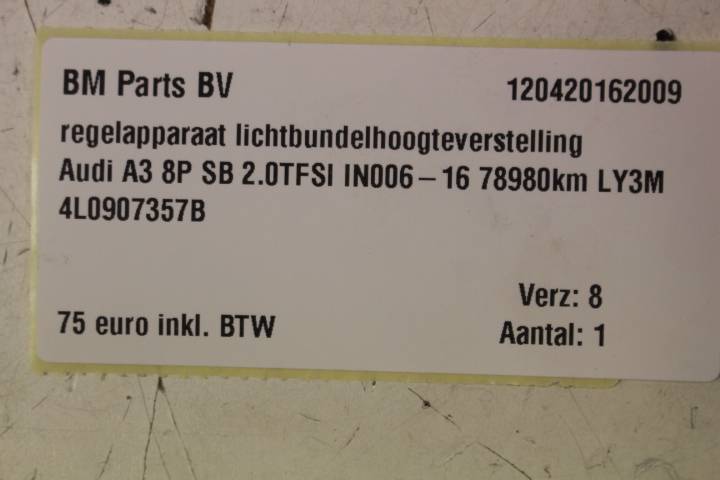 BM Parts BV 120420162009
regelapparaat lichtbundelhoogteverstelling
Audi A3 8P SB 2.0TFSI IN006-16 78980km LY3M
4L0907357B
Verz: 8
75 euro inkl. BTW Aantal: 1